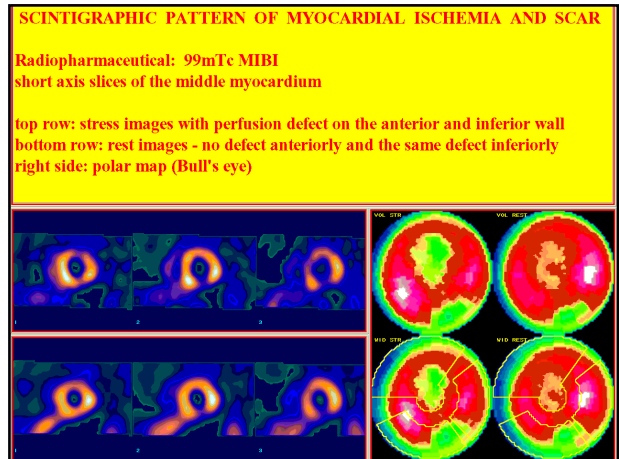 SCINTIGRAPHIC PATTERN OF MYOCARDIAL ISCHEMIA AND SCAR
Radiopharmaceutical: 99mTc MIBI
short axis slices of the middle myocardium
top row: stress images with perfusion defect on the anterior and inferior wall
bottom row: rest images - no defect anteriorly and the same defect inferiorly
right side: polar map (Bull's eye)
VOL STR
VOL REST
1
2
3
WID STR
WID REST
1
2
3